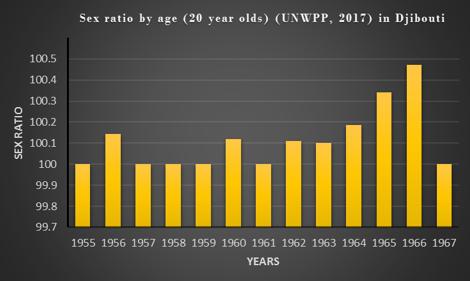 Sex ratio by age (20 year olds) (UNWPP, 2017) in Djibouti
100.5
100.4
100.3
100.2
100.1
100
99.9
99.8
99.7
SEX RATIO
1955 1956 1957 1958 1959 1960 1961 1962 1963 1964 1965 1966 1967
YEARS